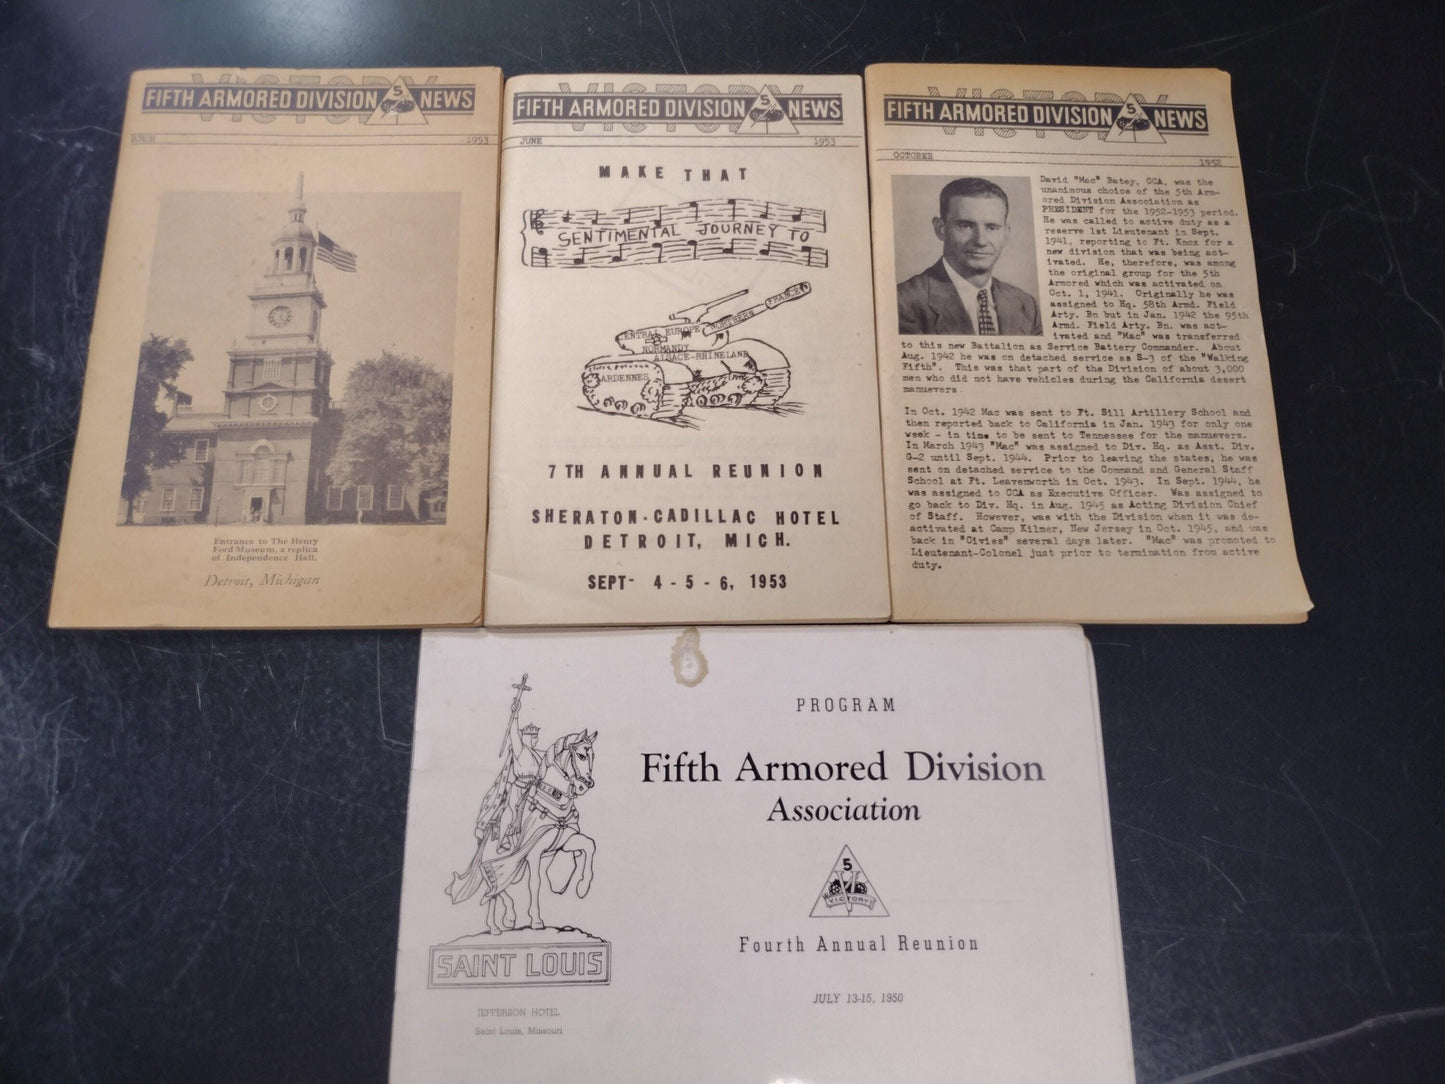 VICTORY
FIFTH ARMORED DIVISION 5 NEWS
ARCH 1953
Entrance to The Henry
Ford Museum, a replica
of Independence Hall.
Detroit, Michigan
VICTORY
FIFTH ARMORED DIVISION 5 NEWS
JUNE 1953
MAKE THAT
SENTIMENTAL JOURNEY TO
FRANCE
NORTHERN
CENTRAL EUROPE
NORMANDY
ALSACE-RHINELAND
ARDENNES
7TH ANNUAL REUNION
SHERATON-CADILLAC HOTEL
DETROIT, MICH.
SEPT- 4-5-6, 1953
VICTORY
FIFTH ARMORED DIVISION 5 NEWS
OCTOBER 1952
David "Mac" Batey, CCA, was the
unanimous choice of the 5th Arm-
ored Division Association as
PRESIDENT for the 1952-1953 period.
He was called to active duty as a
reserve 1st Lieutenant in Sept.
1941, reporting to Ft. Knox for a
new division that was being act-
ivated. He, therefore, was among
the original group for the 5th
Armored which was activated on
Oct. 1, 1941. Originally he was
assigned to Hq. 58th Armd. Field
Arty. Bn but in Jan. 1942 the 95th
Armd. Field Arty. Bn. was act-
ivated and "Mac" was transferred
to this new Battalion as Service Battery Commander. About
Aug. 1942 he was on detached service as S-3 of the "Walking
Fifth". This was that part of the Division of about 3,000
men who did not have vehicles during the California desert
manuevers.
In Oct. 1942 Mac was sent to Ft. Sill Artillery School and
then reported back to California in Jan. 1943 for only one
week - in time to be sent to Tennessee for the manuevers.
In March 1943 "Mac" was assigned to Div. Hq. as Asst. Div.
G-2 until Sept. 1944. Prior to leaving the states, he was
sent on detached service to the Command and General Staff
School at Ft. Leavenworth in Oct. 1943. In Sept. 1944, he
was assigned to CCA as Executive Officer. Was assigned to
go back to Div. Hq. in Aug. 1945 as Acting Division Chief
of Staff. However, was with the Division when it was de-
activated at Camp Kilmer, New Jersey in Oct. 1945, and was
back in "Civies" several days later. "Mac" was promoted to
Lieutenant-Colonel just prior to termination from active
duty.
PROGRAM
Fifth Armored Division
Association
5
VICTORY
Fourth Annual Reunion
JULY 13-15, 1950
SAINT LOUIS
JEFFERSON HOTEL
Saint Louis, Missouri